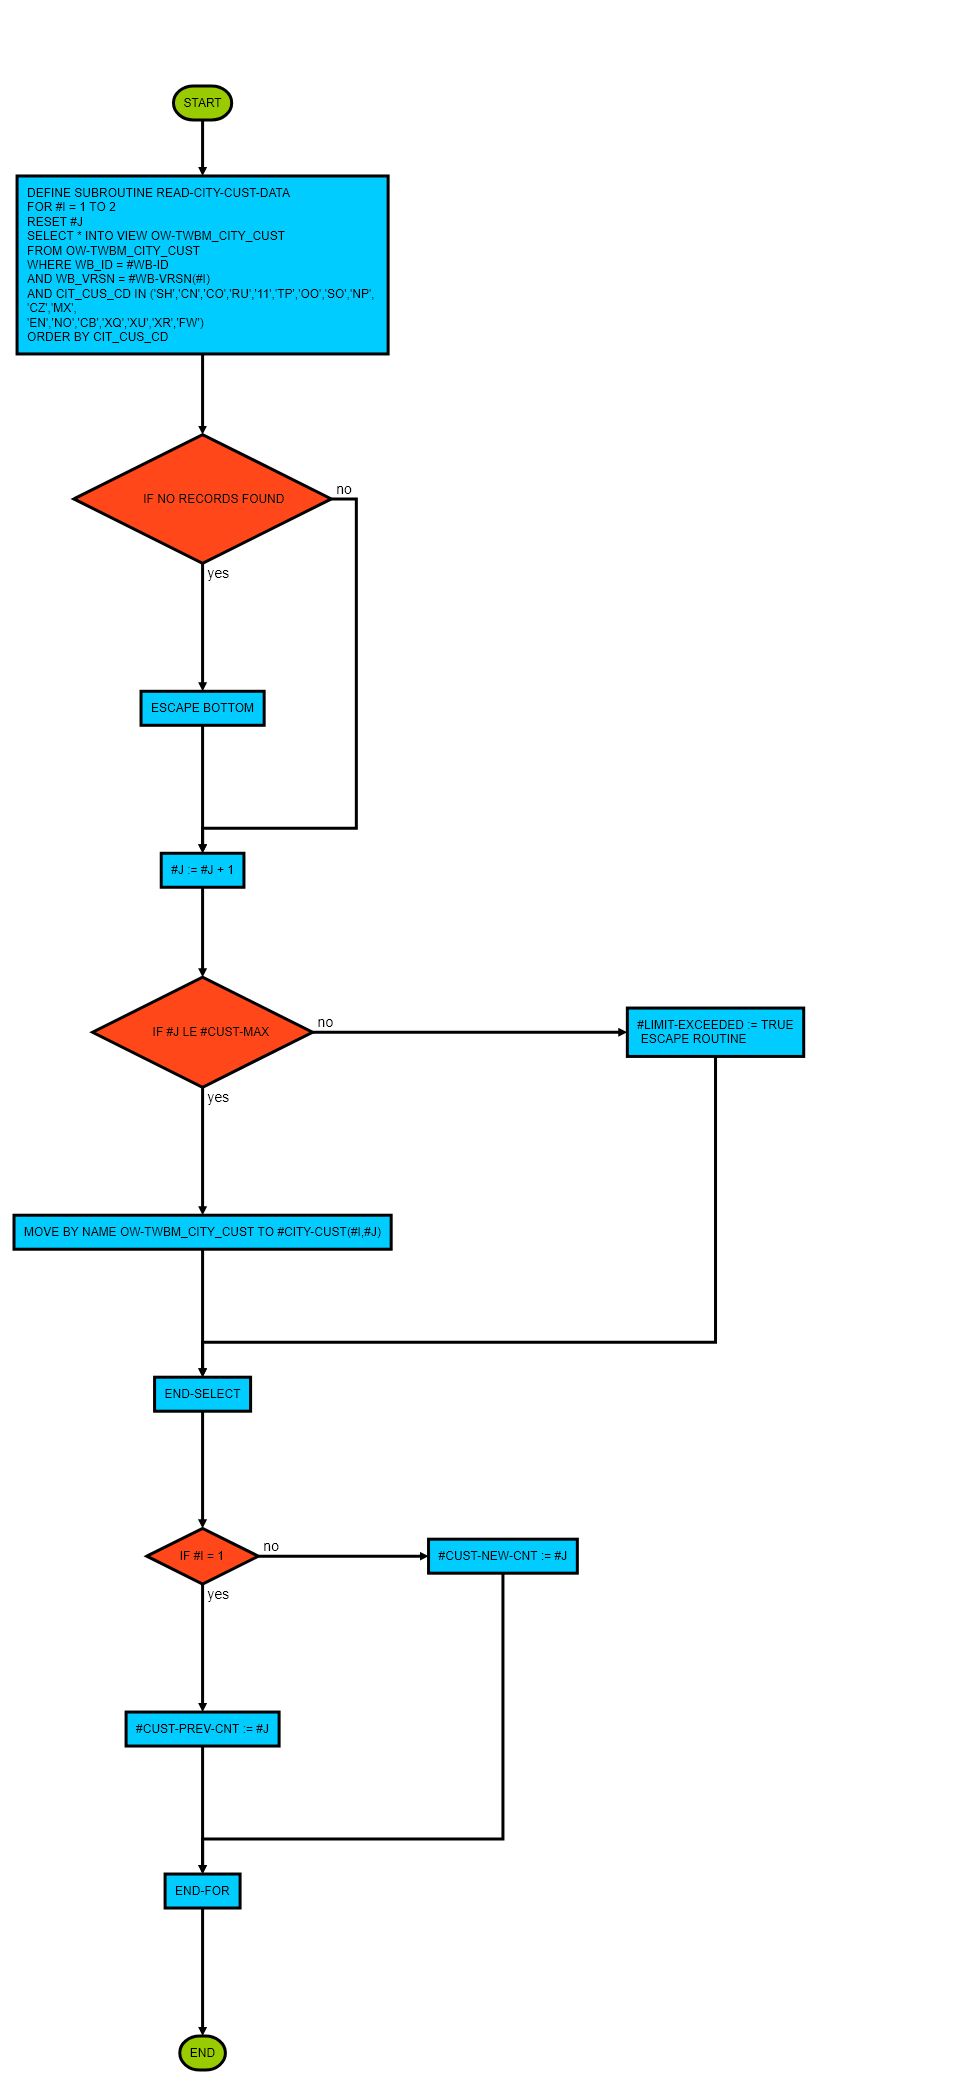 START
DEFINE SUBROUTINE READ-CITY-CUST-DATA
FOR #I = 1 TO 2
RESET #J
SELECT * INTO VIEW OW-TWBM_CITY_CUST
FROM OW-TWBM_CITY_CUST
WHERE WB_ID = #WB-ID
AND WB_VRSN = #WB-VRSN(#I)
AND CIT_CUS_CD IN ('SH','CN','CO','RU','11','TP','OO','SO','NP',
'CZ','MX',
'EN','NO','CB','XQ','XU','XR','FW')
ORDER BY CIT_CUS_CD
IF NO RECORDS FOUND
no
yes
ESCAPE BOTTOM
#J := #J + 1
IF #J LE #CUST-MAX
no
#LIMIT-EXCEEDED := TRUE
ESCAPE ROUTINE
yes
MOVE BY NAME OW-TWBM_CITY_CUST TO #CITY-CUST(#I,#J)
END-SELECT
IF #I = 1
no
#CUST-NEW-CNT := #J
yes
#CUST-PREV-CNT := #J
END-FOR
END